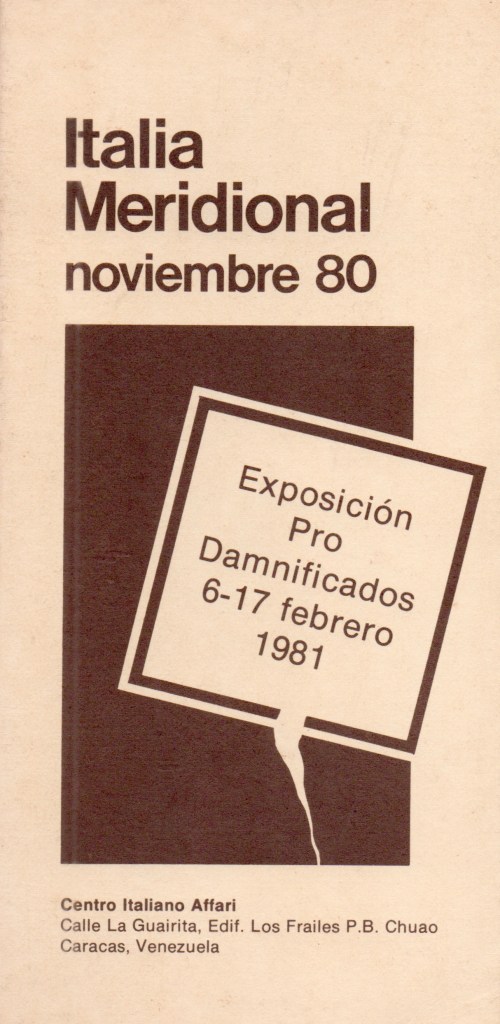 Italia
Meridional
noviembre 80
Exposición
Pro
Damnificados
6-17 febrero
1981
Centro Italiano Affari
Calle La Guairita, Edif. Los Frailes P.B. Chuao
Caracas, Venezuela